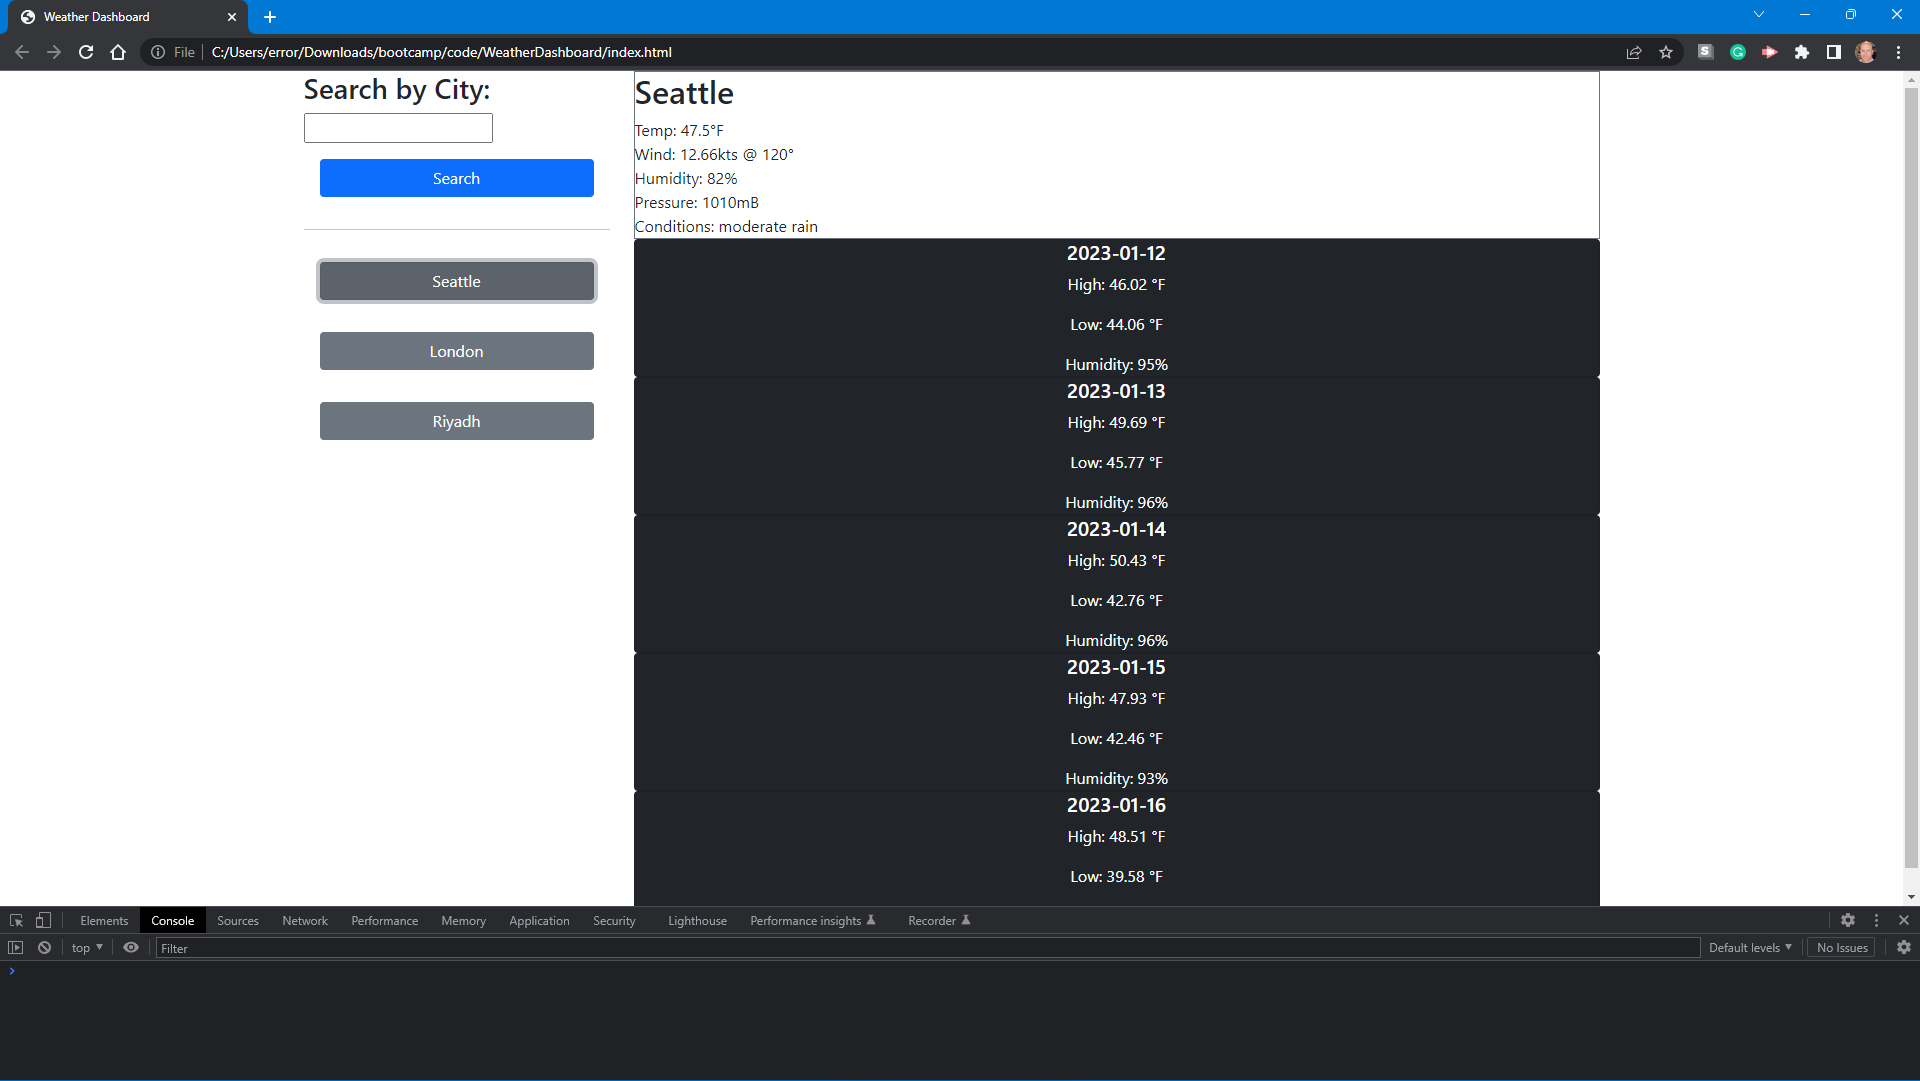 Weather Dashboard
File
C:/Users/error/Downloads/bootcamp/code/WeatherDashboard/index.html
Search by City:
Search
Seattle
London
Riyadh
Seattle
Temp: 47.5°F
Wind: 12.66kts @ 120°
Humidity: 82%
Pressure: 1010mB
Conditions: moderate rain
2023-01-12
High: 46.02 °F
Low: 44.06 °F
Humidity: 95%
2023-01-13
High: 49.69 °F
Low: 45.77 °F
Humidity: 96%
2023-01-14
High: 50.43 °F
Low: 42.76 °F
Humidity: 96%
2023-01-15
High: 47.93 °F
Low: 42.46 °F
Humidity: 93%
2023-01-16
High: 48.51 °F
Low: 39.58 °F
Elements Console Sources Network Performance Memory Application Security Lighthouse Performance insights Recorder
top Filter Default levels No Issues